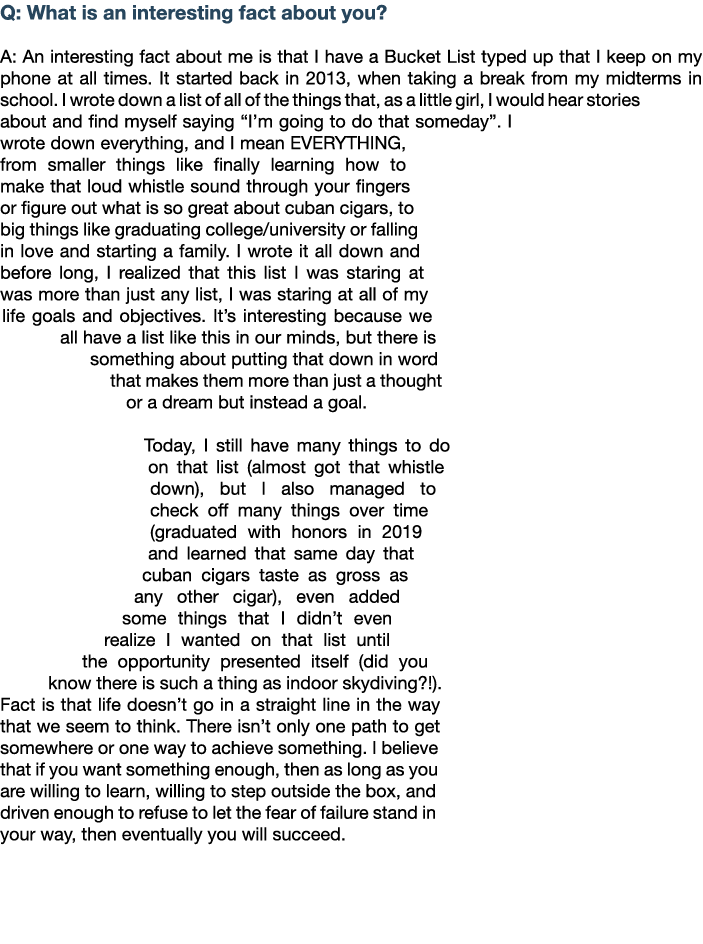 Q: What is an interesting fact about you?
A: An interesting fact about me is that I have a Bucket List typed up that I keep on my
phone at all times. It started back in 2013, when taking a break from my midterms in
school. I wrote down a list of all of the things that, as a little girl, I would hear stories
about and find myself saying “I’m going to do that someday”. I
wrote down everything, and I mean EVERYTHING,
from smaller things like finally learning how to
make that loud whistle sound through your fingers
or figure out what is so great about cuban cigars, to
big things like graduating college/university or falling
in love and starting a family. I wrote it all down and
before long, I realized that this list I was staring at
was more than just any list, I was staring at all of my
life goals and objectives. It’s interesting because we
all have a list like this in our minds, but there is
something about putting that down in word
that makes them more than just a thought
or a dream but instead a goal.
Today, I still have many things to do
on that list (almost got that whistle
down), but I also managed to
check off many things over time
(graduated with honors in 2019
and learned that same day that
cuban cigars taste as gross as
any other cigar), even added
some things that I didn’t even
realize I wanted on that list until
the opportunity presented itself (did you
know there is such a thing as indoor skydiving?!).
Fact is that life doesn’t go in a straight line in the way
that we seem to think. There isn’t only one path to get
somewhere or one way to achieve something. I believe
that if you want something enough, then as long as you
are willing to learn, willing to step outside the box, and
driven enough to refuse to let the fear of failure stand in
your way, then eventually you will succeed.